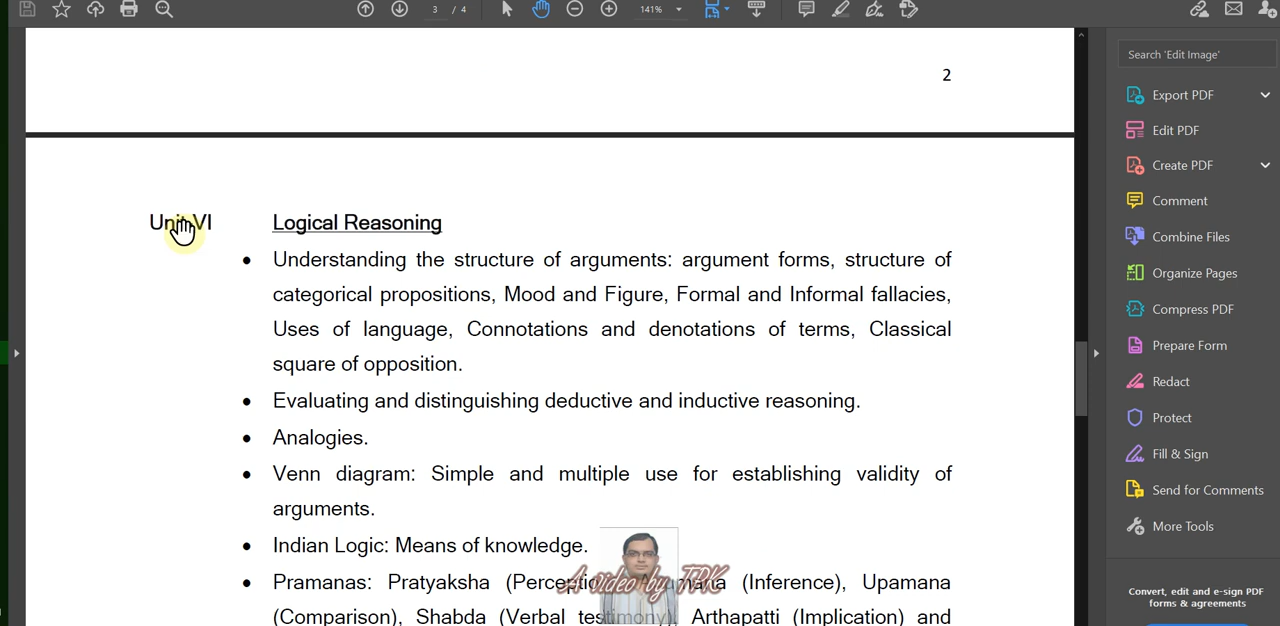 3 / 4 141%
Search 'Edit Image'
2
Export PDF
Edit PDF
Create PDF
Unit-VI Logical Reasoning
Comment
• Understanding the structure of arguments: argument forms, structure of
categorical propositions, Mood and Figure, Formal and Informal fallacies,
Uses of language, Connotations and denotations of terms, Classical
square of opposition.
• Evaluating and distinguishing deductive and inductive reasoning.
• Analogies.
• Venn diagram: Simple and multiple use for establishing validity of
arguments.
• Indian Logic: Means of knowledge.
• Pramanas: Pratyaksha (Perception), (Inference), Upamana
(Comparison), Shabda (Verbal testimony), Arthapatti (Implication) and
A video by TPK
Combine Files
Organize Pages
Compress PDF
Prepare Form
Redact
Protect
Fill & Sign
Send for Comments
More Tools
Convert, edit and e-sign PDF
forms & agreements